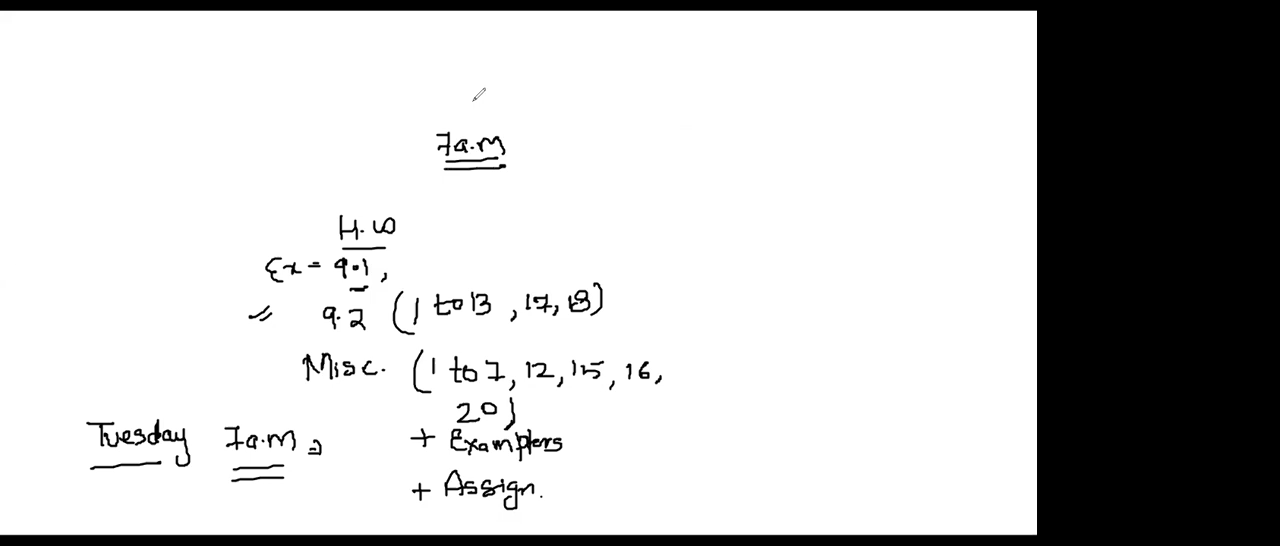 7a.m
H.W
Ex = 9.1,
9.2 (1 to 13, 17, 18)
Misc. (1 to 7, 12, 15, 16,
20)
+ Examplers
Tuesday 7a.m
+ Assign.